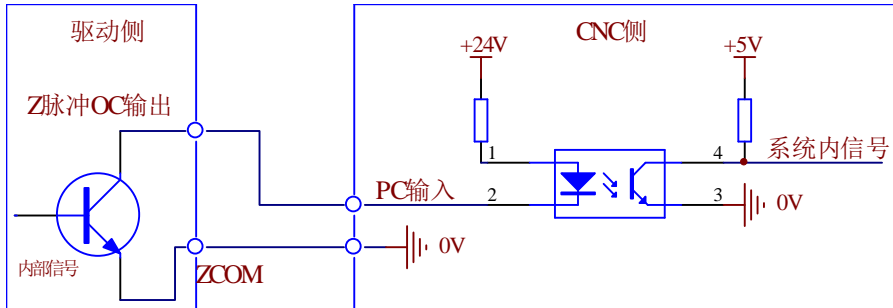 驱动侧
CNC侧
+24V
+5V
Z脉冲OC输出
1
4
系统内信号
PC输入
2
3
0V
内部信号
ZCOM
0V